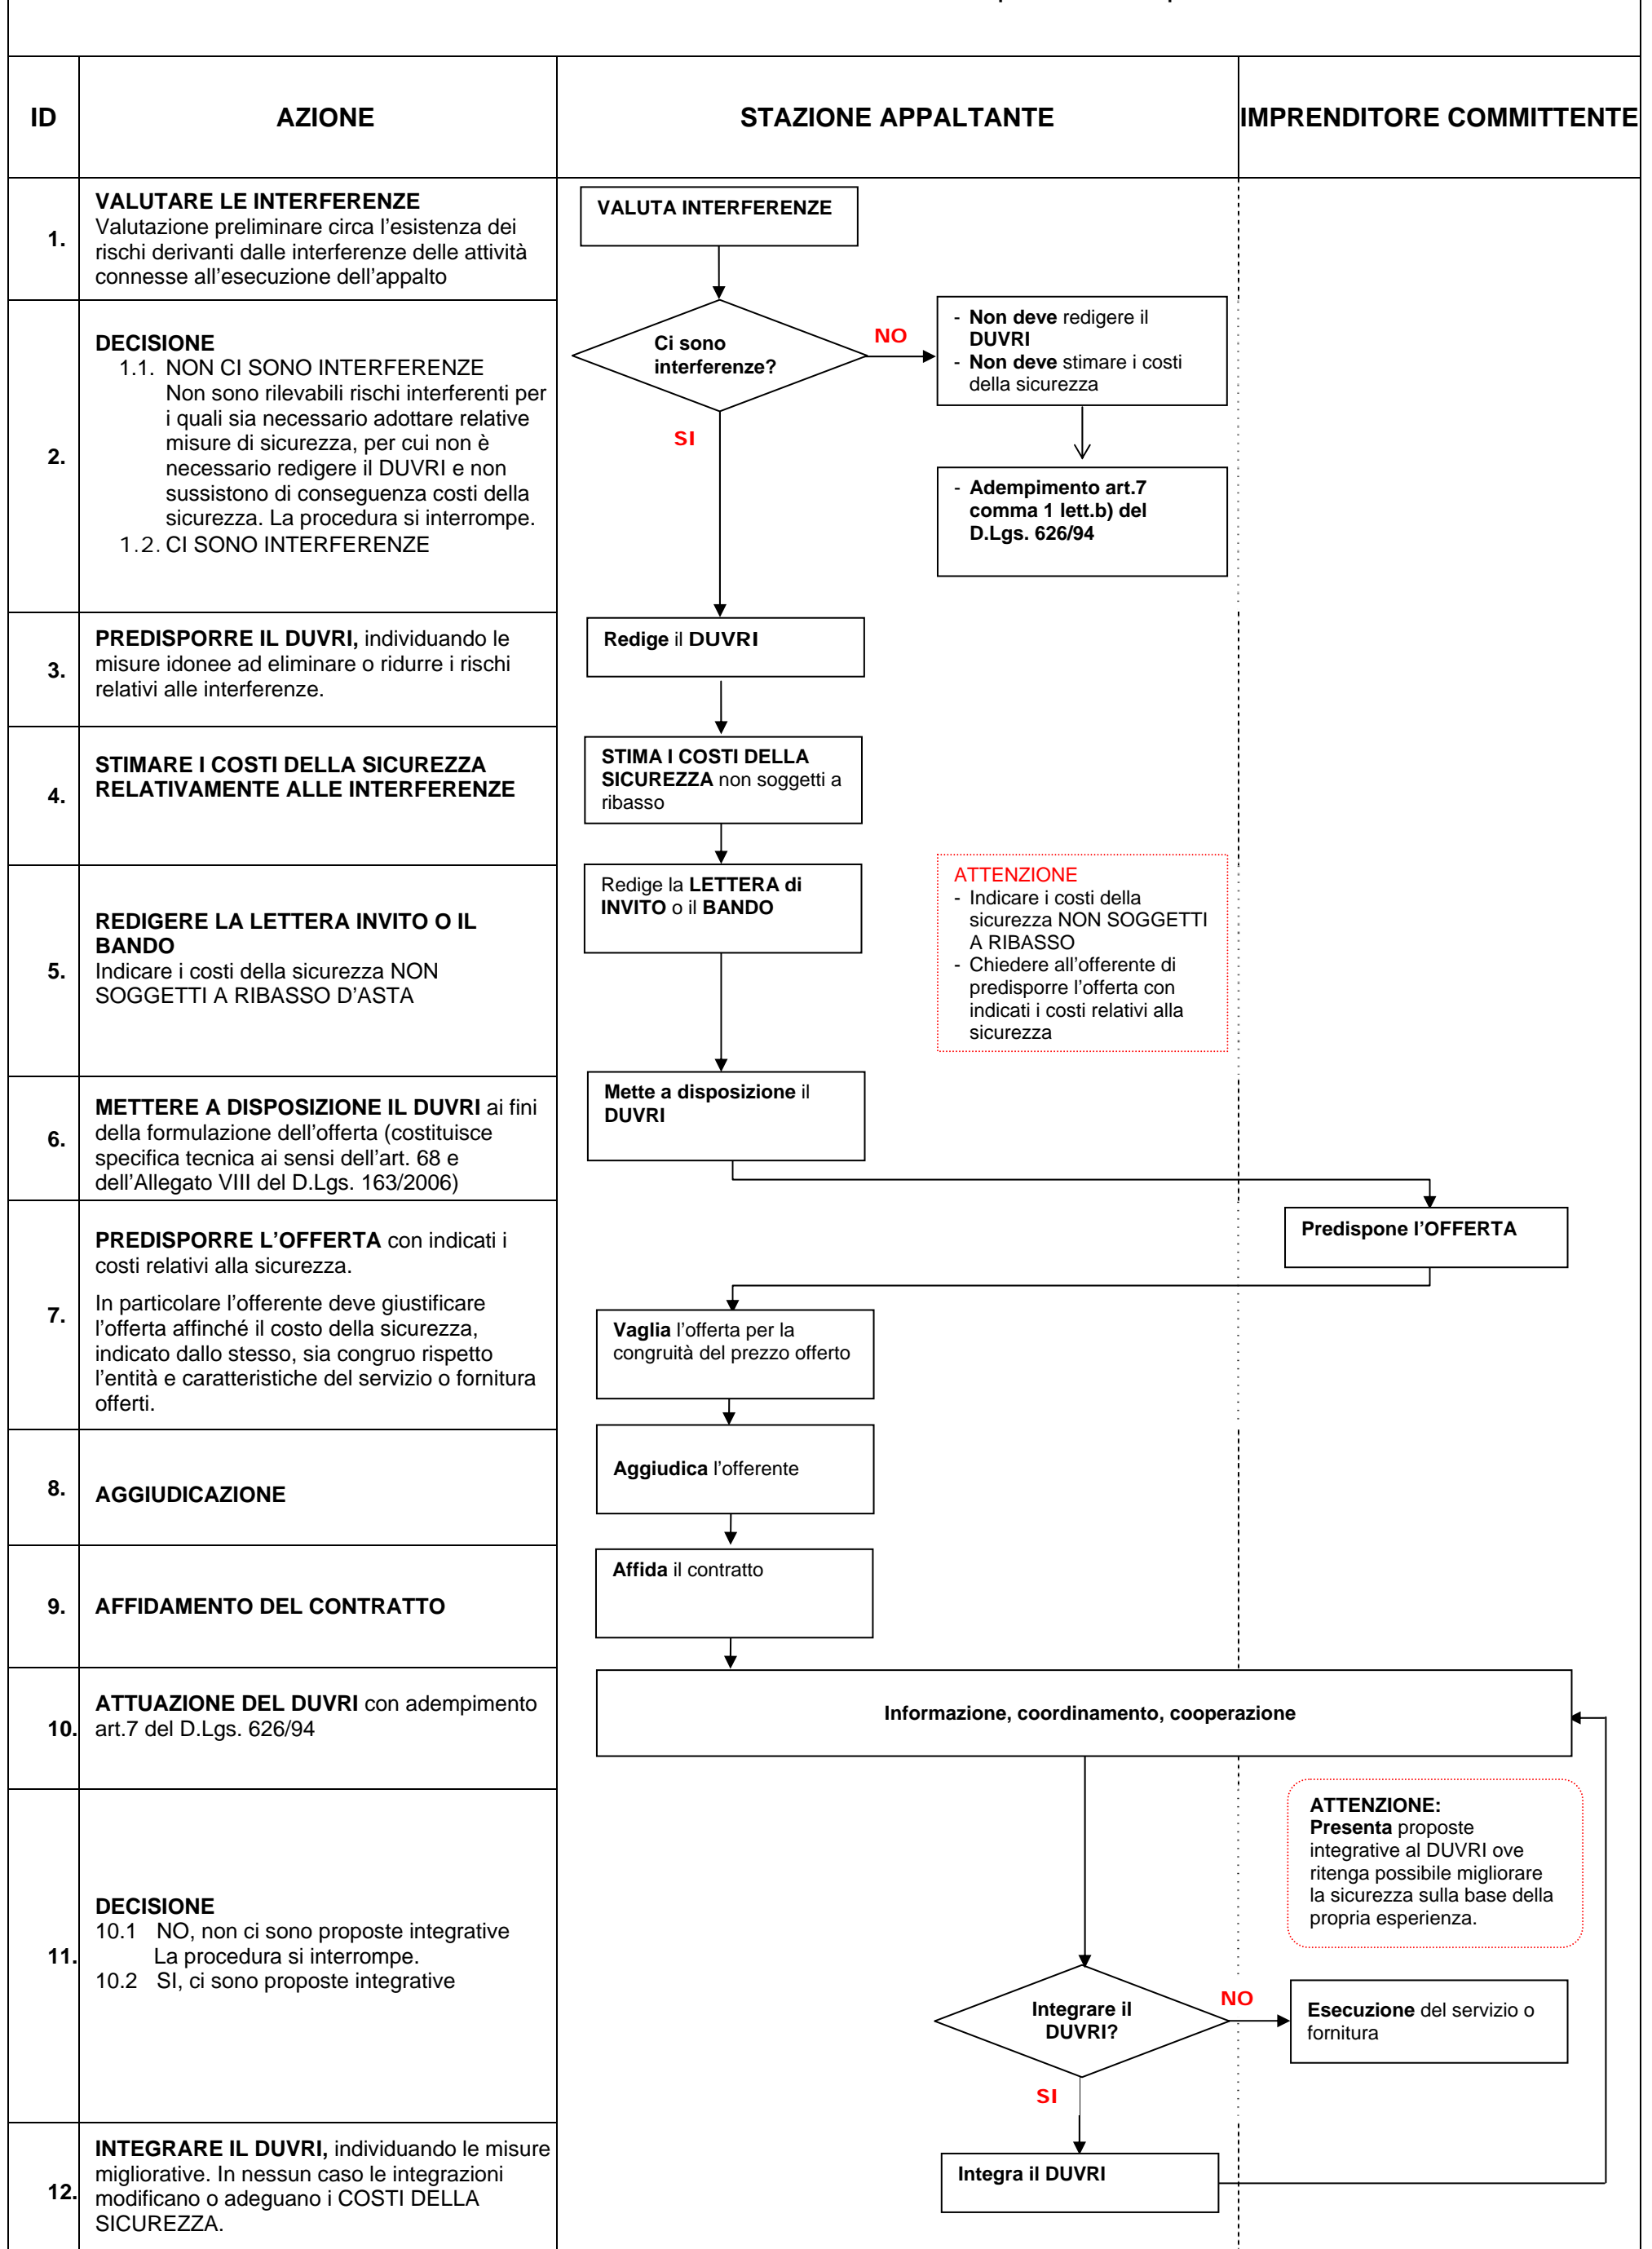 ID
AZIONE
STAZIONE APPALTANTE
IMPRENDITORE COMMITTENTE
1.
VALUTARE LE INTERFERENZE
Valutazione preliminare circa l'esistenza dei
rischi derivanti dalle interferenze delle attività
connesse all'esecuzione dell'appalto
VALUTA INTERFERENZE
2.
DECISIONE
1.1. NON CI SONO INTERFERENZE
Non sono rilevabili rischi interferenti per
i quali sia necessario adottare relative
misure di sicurezza, per cui non è
necessario redigere il DUVRI e non
sussistono di conseguenza costi della
sicurezza. La procedura si interrompe.
1.2. CI SONO INTERFERENZE
Ci sono
interferenze?
NO
SI
- Non deve redigere il
DUVRI
- Non deve stimare i costi
della sicurezza
- Adempimento art.7
comma 1 lett.b) del
D.Lgs. 626/94
3.
PREDISPORRE IL DUVRI, individuando le
misure idonee ad eliminare o ridurre i rischi
relativi alle interferenze.
Redige il DUVRI
4.
STIMARE I COSTI DELLA SICUREZZA
RELATIVAMENTE ALLE INTERFERENZE
STIMA I COSTI DELLA
SICUREZZA non soggetti a
ribasso
5.
REDIGERE LA LETTERA INVITO O IL
BANDO
Indicare i costi della sicurezza NON
SOGGETTI A RIBASSO D'ASTA
Redige la LETTERA di
INVITO o il BANDO
ATTENZIONE
- Indicare i costi della
sicurezza NON SOGGETTI
A RIBASSO
- Chiedere all'offerente di
predisporre l'offerta con
indicati i costi relativi alla
sicurezza
6.
METTERE A DISPOSIZIONE IL DUVRI ai fini
della formulazione dell'offerta (costituisce
specifica tecnica ai sensi dell'art. 68 e
dell'Allegato VIII del D.Lgs. 163/2006)
Mette a disposizione il
DUVRI
7.
PREDISPORRE L'OFFERTA con indicati i
costi relativi alla sicurezza.
In particolare l'offerente deve giustificare
l'offerta affinché il costo della sicurezza,
indicato dallo stesso, sia congruo rispetto
l'entità e caratteristiche del servizio o fornitura
offerti.
Predispone l'OFFERTA
Vaglia l'offerta per la
congruità del prezzo offerto
8.
AGGIUDICAZIONE
Aggiudica l'offerente
9.
AFFIDAMENTO DEL CONTRATTO
Affida il contratto
10.
ATTUAZIONE DEL DUVRI con adempimento
art.7 del D.Lgs. 626/94
Informazione, coordinamento, cooperazione
11.
DECISIONE
10.1 NO, non ci sono proposte integrative
La procedura si interrompe.
10.2 SI, ci sono proposte integrative
ATTENZIONE:
Presenta proposte
integrative al DUVRI ove
ritenga possibile migliorare
la sicurezza sulla base della
propria esperienza.
Integrare il
DUVRI?
NO
SI
Esecuzione del servizio o
fornitura
12.
INTEGRARE IL DUVRI, individuando le misure
migliorative. In nessun caso le integrazioni
modificano o adeguano i COSTI DELLA
SICUREZZA.
Integra il DUVRI